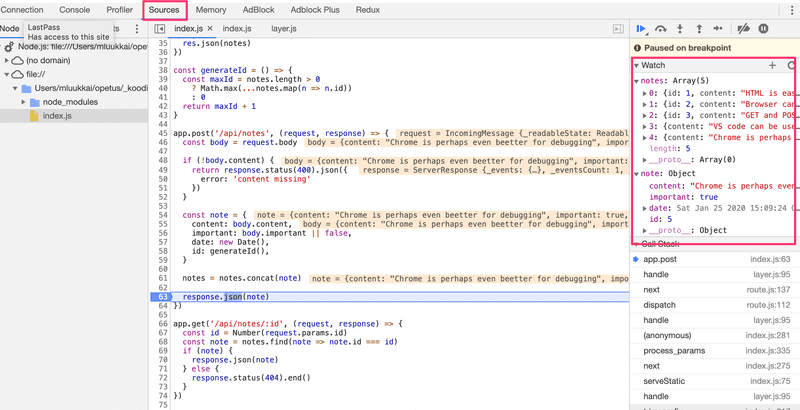 Connection Console Profiler Sources Memory AdBlock Adblock Plus Redux
LastPass
Has access to this site
Node
Node.js: file:///Users/mluukkai/opetus/_koodi
(no domain)
file://
Users/mluukkai/opetus/_koodi
node_modules
index.js
index.js index.js layer.js
35 res.json(notes)
36 })
37
38 const generateId = () => {
39 const maxId = notes.length > 0
40 ? Math.max(...notes.map(n => n.id))
41 : 0
42 return maxId + 1
43 }
44
45 app.post('/api/notes', (request, response) => { request = IncomingMessage {_readableState: Readabl
46 const body = request.body body = {content: "Chrome is perhaps even beetter for debugging", importan
47
48 if (!body.content) { body = {content: "Chrome is perhaps even beetter for debugging", important:
49 return response.status(400).json({ response = ServerResponse {_events: {…}, _eventsCount: 1,
50 error: 'content missing'
51 })
52 }
53
54 const note = { note = {content: "Chrome is perhaps even beetter for debugging", important: true,
55 content: body.content, body = {content: "Chrome is perhaps even beetter for debugging", importan
56 important: body.important || false,
57 date: new Date(),
58 id: generateId(),
59 }
60
61 notes = notes.concat(note) note = {content: "Chrome is perhaps even beetter for debugging", impo
62
63 response.json(note)
64 })
65
66 app.get('/api/notes/:id', (request, response) => {
67 const id = Number(request.params.id)
68 const note = notes.find(note => note.id === id)
69 if (note) {
70 response.json(note)
71 } else {
72 response.status(404).end()
73 }
74 })
75
Paused on breakpoint
Watch
notes: Array(5)
0: {id: 1, content: "HTML is eas
1: {id: 2, content: "Browser can
2: {id: 3, content: "GET and POS
3: {content: "VS code can be use
4: {content: "Chrome is perhaps
length: 5
__proto__: Array(0)
note: Object
content: "Chrome is perhaps even
important: true
date: Sat Jan 25 2020 15:09:24 G
id: 5
__proto__: Object
Call Stack
app.post index.js:63
handle layer.js:95
next route.js:137
dispatch route.js:112
handle layer.js:95
(anonymous) index.js:281
process_params index.js:335
next index.js:275
serveStatic index.js:75
handle layer.js:95